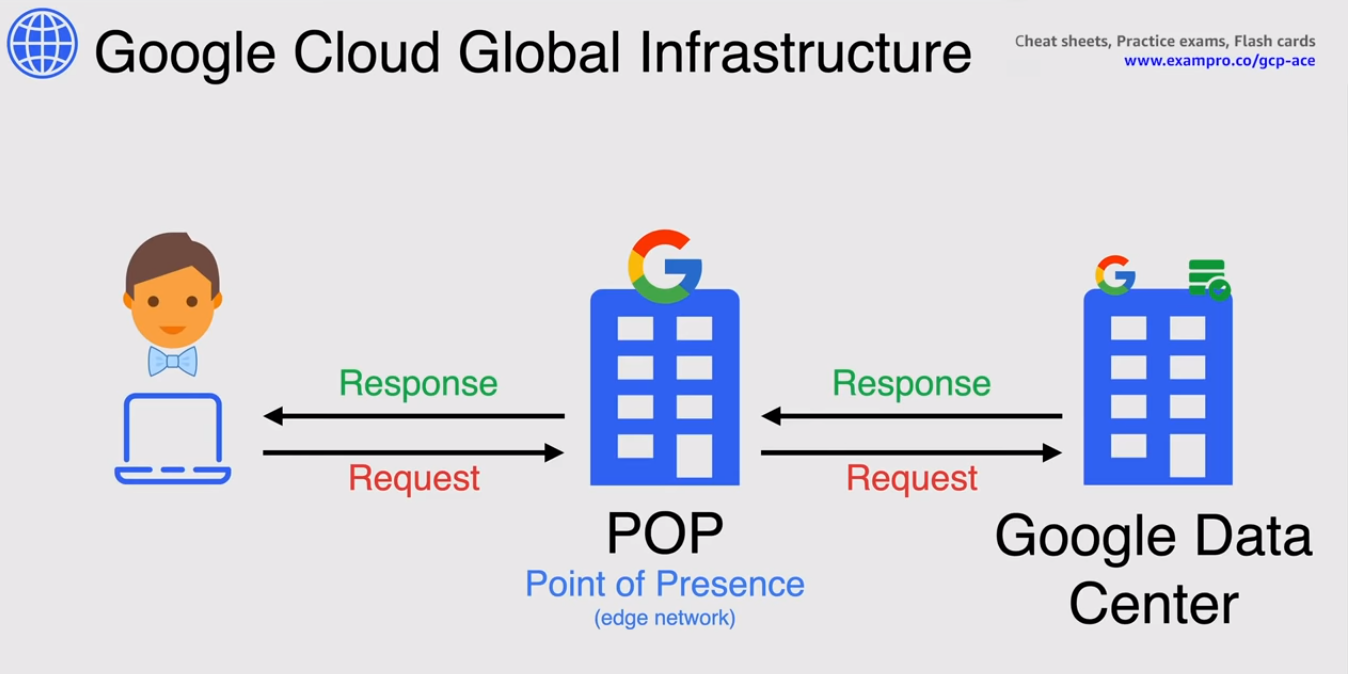 Google Cloud Global Infrastructure
Cheat sheets, Practice exams, Flash cards
www.exampro.co/gcp-ace
Response
Request
Response
Request
POP
Point of Presence
(edge network)
Google Data
Center